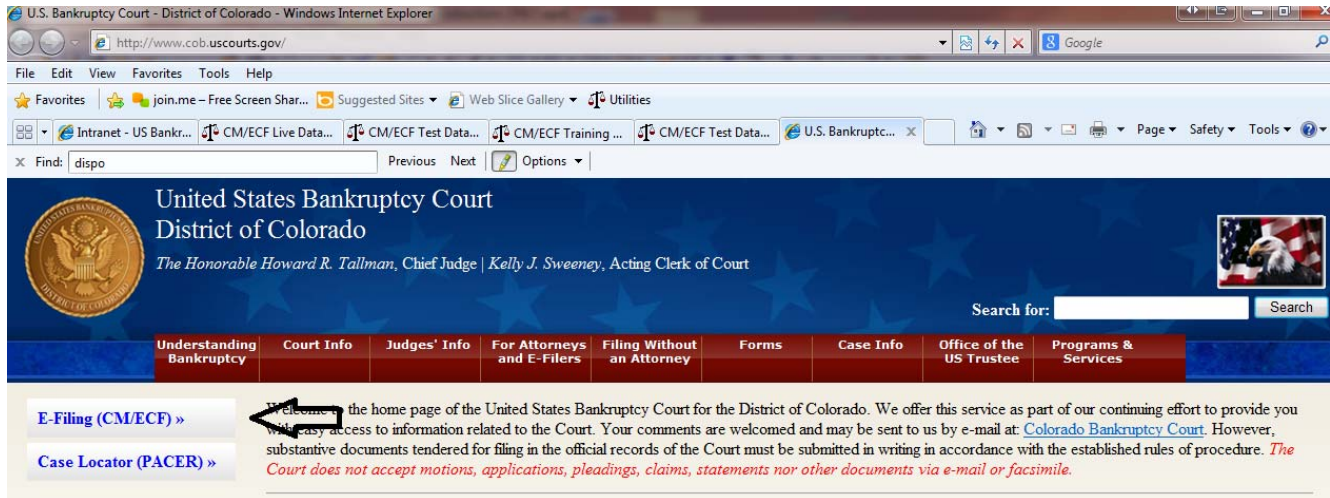 U.S. Bankruptcy Court - District of Colorado - Windows Internet Explorer
http://www.cob.uscourts.gov/
Google
File Edit View Favorites Tools Help
Favorites join.me – Free Screen Shar... Suggested Sites Web Slice Gallery Utilities
Intranet - US Bankr... CM/ECF Live Data... CM/ECF Test Data... CM/ECF Training ... CM/ECF Test Data... U.S. Bankruptc... X Page Safety Tools
x Find: dispo Previous Next Options
United States Bankruptcy Court
District of Colorado
The Honorable Howard R. Tallman, Chief Judge | Kelly J. Sweeney, Acting Clerk of Court
Search for: Search
Understanding Bankruptcy Court Info Judges' Info For Attorneys and E-Filers Filing Without an Attorney Forms Case Info Office of the US Trustee Programs & Services
E-Filing (CM/ECF) »
Case Locator (PACER) »
Welcome to the home page of the United States Bankruptcy Court for the District of Colorado. We offer this service as part of our continuing effort to provide you
with easy access to information related to the Court. Your comments are welcomed and may be sent to us by e-mail at: Colorado Bankruptcy Court. However,
substantive documents tendered for filing in the official records of the Court must be submitted in writing in accordance with the established rules of procedure. The
Court does not accept motions, applications, pleadings, claims, statements nor other documents via e-mail or facsimile.